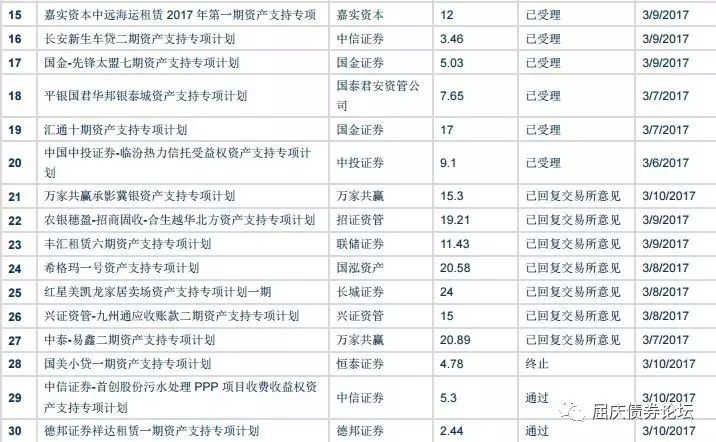 15 嘉实资本中远海运租赁 2017 年第一期资产支持专项 嘉实资本 12 已受理 3/9/2017
16 长安新生车贷二期资产支持专项计划 中信证券 3.46 已受理 3/9/2017
17 国金-先锋太盟七期资产支持专项计划 国金证券 5.03 已受理 3/9/2017
18 平银国君华邦银泰城资产支持专项计划 国泰君安资管公 7.65 已受理 3/7/2017
司
19 汇通十期资产支持专项计划 国金证券 17 已受理 3/7/2017
20 中国中投证券-临汾热力信托受益权资产支持专项计 中投证券 9.1 已受理 3/6/2017
划
21 万家共赢承影冀银资产支持专项计划 万家共赢 15.3 已回复交易所意见 3/10/2017
22 农银穗盈-招商固收-合生越华北方资产支持专项计划- 招证资管 19.21 已回复交易所意见 3/9/2017
23 丰汇租赁六期资产支持专项计划 联储证券 11.43 已回复交易所意见 3/9/2017
24 希格玛一号资产支持专项计划 国泓资产 20.58 已回复交易所意见 3/8/2017
25 红星美凯龙家居卖场资产支持专项计划一期 长城证券 24 已回复交易所意见 3/8/2017
26 兴证资管-九州通应收账款二期资产支持专项计划 兴证资管 15 已回复交易所意见 3/8/2017
27 中泰-易鑫二期资产支持专项计划 万家共赢 20.89 已回复交易所意见 3/7/2017
28 国美小贷一期资产支持专项计划 恒泰证券 4.78 终止 3/10/2017
29 中信证券-首创股份污水处理 PPP 项目收费收益权资 中信证券 5.3 通过 3/10/2017
产支持专项计划
30 德邦证券祥达租赁一期资产支持专项计划 德邦证券 2.44 通过 3/10/2017
屈庆债券论坛